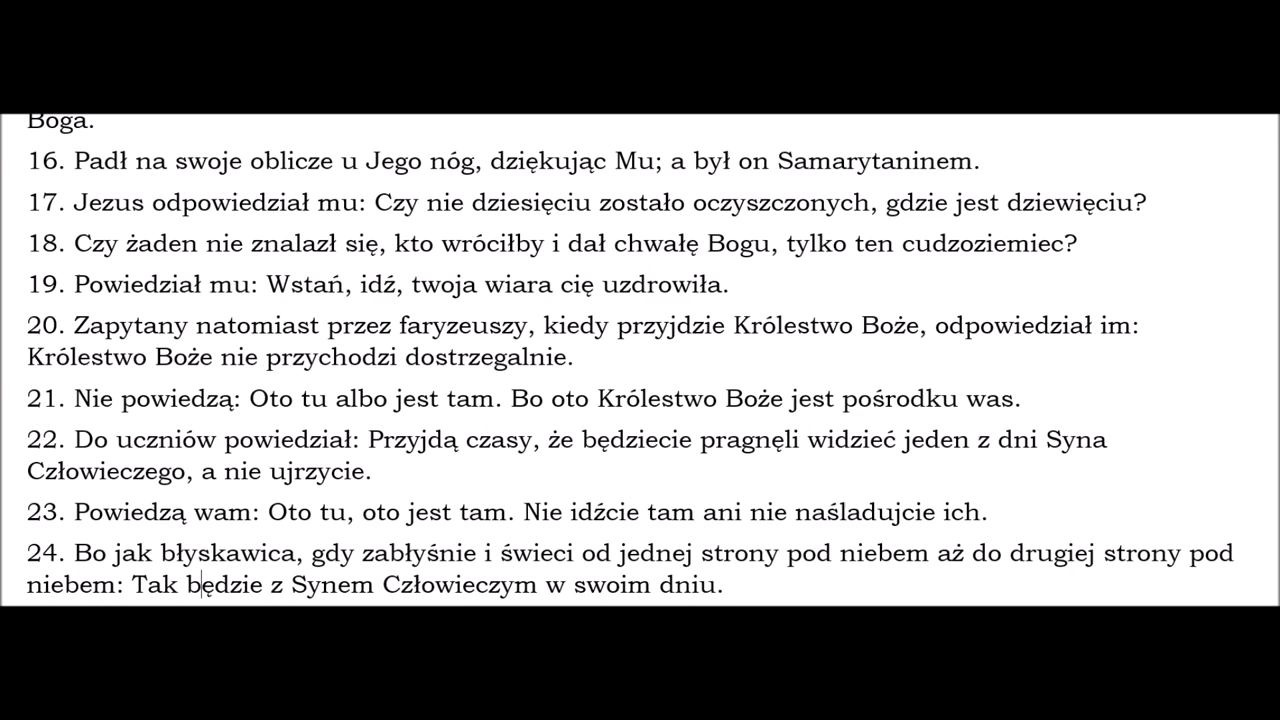 Boga.
16. Padł na swoje oblicze u Jego nóg, dziękując Mu; a był on Samarytaninem.
17. Jezus odpowiedział mu: Czy nie dziesięciu zostało oczyszczonych, gdzie jest dziewięciu?
18. Czy żaden nie znalazł się, kto wróciłby i dał chwałę Bogu, tylko ten cudzoziemiec?
19. Powiedział mu: Wstań, idź, twoja wiara cię uzdrowiła.
20. Zapytany natomiast przez faryzeuszy, kiedy przyjdzie Królestwo Boże, odpowiedział im:
Królestwo Boże nie przychodzi dostrzegalnie.
21. Nie powiedzą: Oto tu albo jest tam. Bo oto Królestwo Boże jest pośrodku was.
22. Do uczniów powiedział: Przyjdą czasy, że będziecie pragnęli widzieć jeden z dni Syna
Człowieczego, a nie ujrzycie.
23. Powiedzą wam: Oto tu, oto jest tam. Nie idźcie tam ani nie naśladujcie ich.
24. Bo jak błyskawica, gdy zabłyśnie i świeci od jednej strony pod niebem aż do drugiej strony pod
niebem: Tak będzie z Synem Człowieczym w swoim dniu.